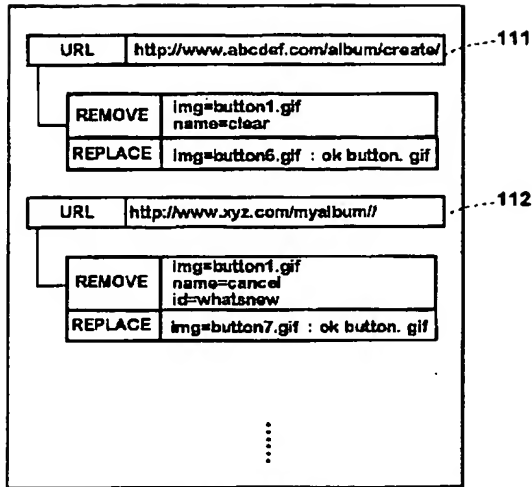 URL http://www.abcdef.com/album/create/ 111
REMOVE img=button1.gif
name=clear
REPLACE img=button6.gif : ok button. gif
URL http://www.xyz.com/myalbum// 112
REMOVE img=button1.gif
name=cancel
id=whatsnew
REPLACE img=button7.gif : ok button. gif